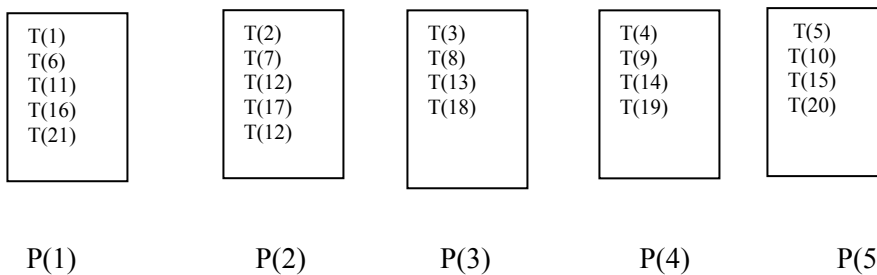 T(1)
T(6)
T(11)
T(16)
T(21)
T(2)
T(7)
T(12)
T(17)
T(12)
T(3)
T(8)
T(13)
T(18)
T(4)
T(9)
T(14)
T(19)
T(5)
T(10)
T(15)
T(20)
P(1) P(2) P(3) P(4) P(5